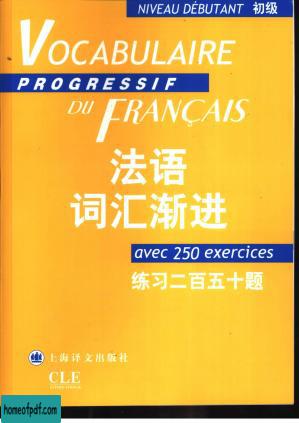 NIVEAU DÉBUTANT 初级
VOCABULAIRE
PROGRESSIF
DU FRANÇAIS
法语
词汇渐进
avec 250 exercices
练习二百五十题
上海译文出版社
CLE
homeofpdf.com